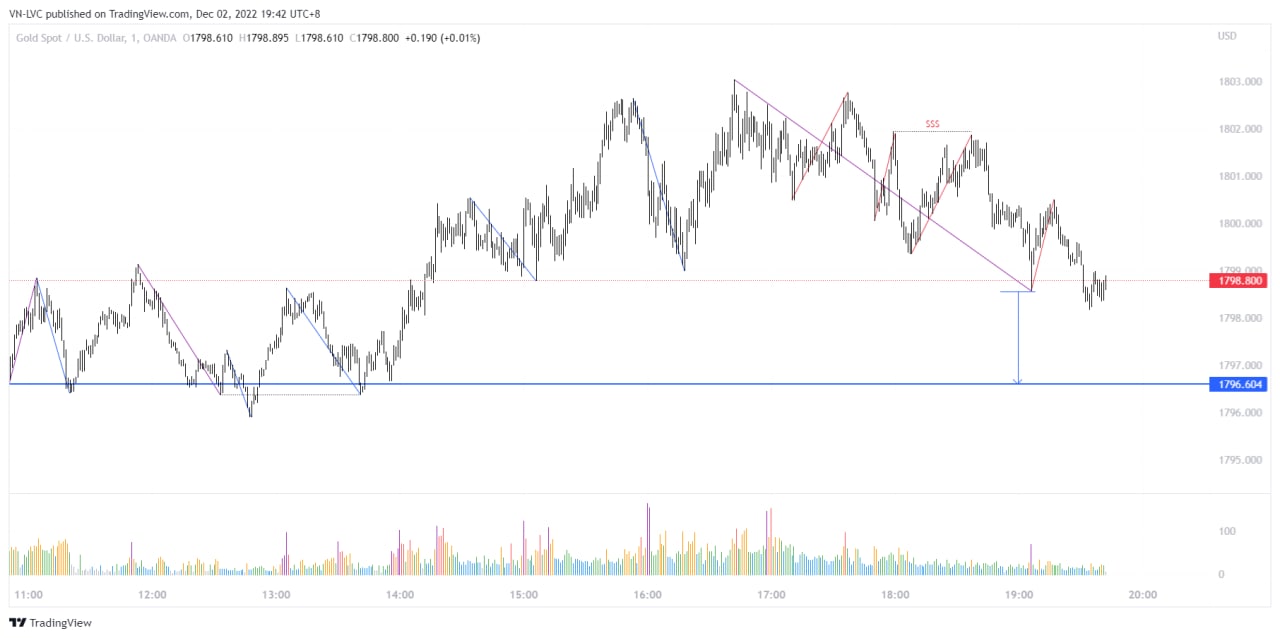 VN-LVC published on TradingView.com, Dec 02, 2022 19:42 UTC+8
Gold Spot / U.S. Dollar, 1, OANDA O1798.610 H1798.895 L1798.610 C1798.800 +0.190 (+0.01%)
USD
1803.000
$$$
1802.000
1801.000
1800.000
1799.000
1798.800
1798.000
1797.000
1796.604
1796.000
1795.000
100
0
11:00 12:00 13:00 14:00 15:00 16:00 17:00 18:00 19:00 20:00
TradingView